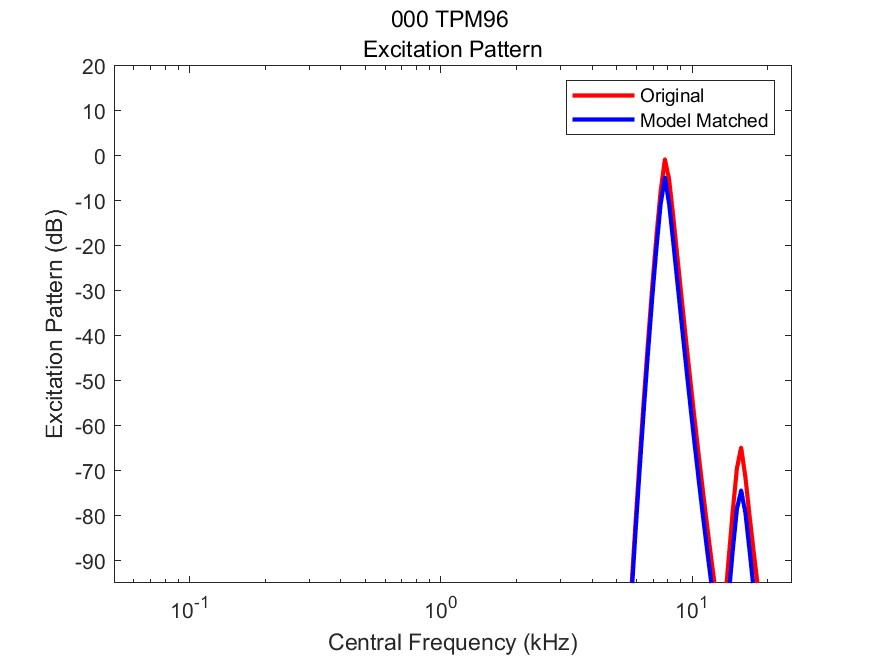 000 TPM96
Excitation Pattern
20
10
0
-10
-20
-30
-40
-50
-60
-70
-80
-90
Excitation Pattern (dB)
Original
Model Matched
10-1
100
101
Central Frequency (kHz)